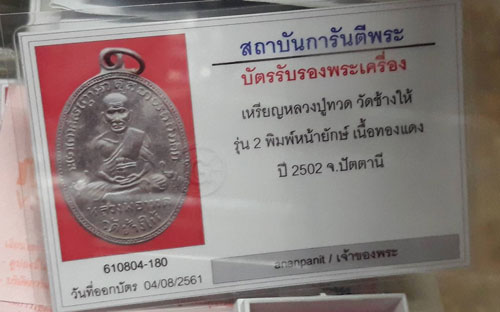 สถาบันการันตีพระ
บัตรรับรองพระเครื่อง
เหรียญหลวงปู่ทวด วัดช้างให้
รุ่น 2 พิมพ์หน้ายักษ์ เนื้อทองแดง
ปี 2502 จ.ปัตตานี
610804-180
วันที่ออกบัตร 04/08/2561
ananpanit / เจ้าของพระ